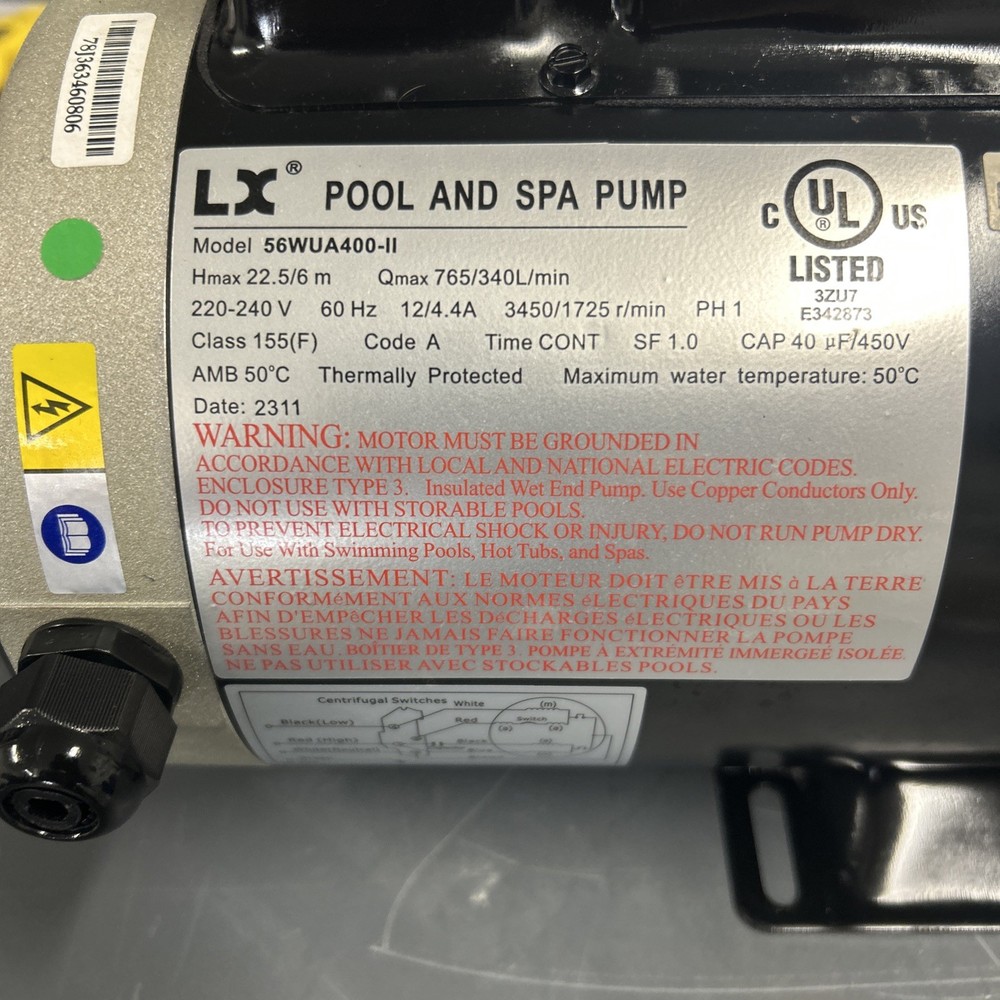 78J363460806
LX® POOL AND SPA PUMP
C UL® US
LISTED
3ZU7
E342873
Model 56WUA400-II
Hmax 22.5/6 m Qmax 765/340L/min
220-240 V 60 Hz 12/4.4A 3450/1725 r/min PH 1
Class 155(F) Code A Time CONT SF 1.0 CAP 40 µF/450V
AMB 50°C Thermally Protected Maximum water temperature: 50°C
Date: 2311
WARNING: MOTOR MUST BE GROUNDED IN
ACCORDANCE WITH LOCAL AND NATIONAL ELECTRIC CODES.
ENCLOSURE TYPE 3. Insulated Wet End Pump. Use Copper Conductors Only.
DO NOT USE WITH STORABLE POOLS.
TO PREVENT ELECTRICAL SHOCK OR INJURY, DO NOT RUN PUMP DRY.
For Use With Swimming Pools, Hot Tubs, and Spas.
AVERTISSEMENT: LE MOTEUR DOIT êTRE MIS à LA TERRE
CONFORMéMENT AUX NORMES éLECTRIQUES DU PAYS
AFIN D'EMPêCHER LES DéCHARGES éLECTRIQUES OU LES
BLESSURES NE JAMAIS FAIRE FONCTIONNER LA POMPE
SANS EAU. BOÎTIER DE TYPE 3. POMPE À EXTRÉMITÉ IMMERGEÉ ISOLÉE.
NE PAS UTILISER AVEC STOCKABLES POOLS.
Centrifugal Switches White (m)
Black(Low) Red Switch
Red (High) Black